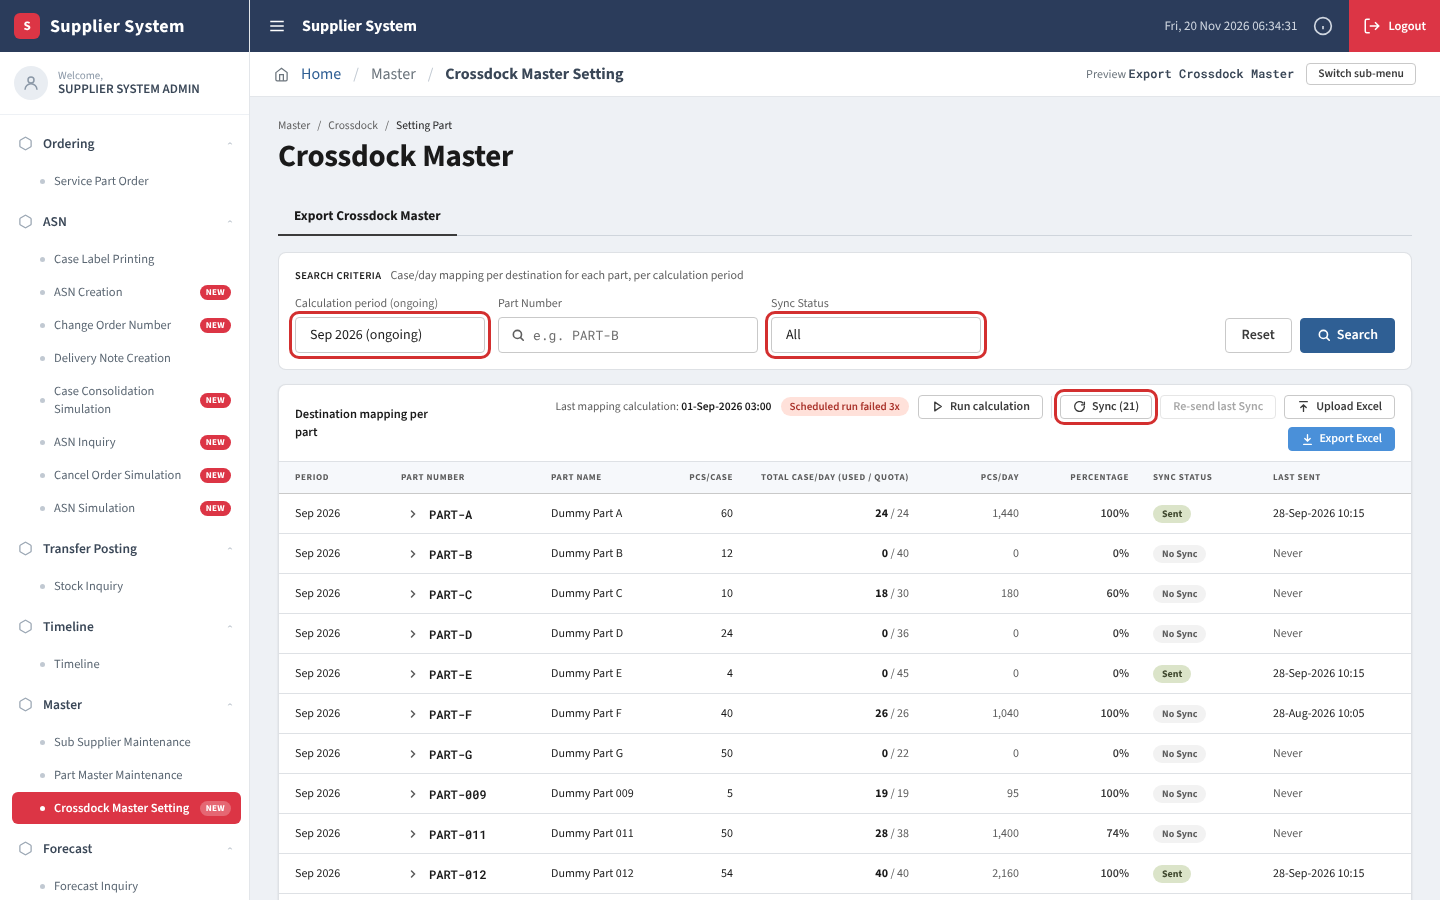 S Supplier System
Supplier System
Fri, 20 Nov 2026 06:34:31
Logout
Welcome,
SUPPLIER SYSTEM ADMIN
Home / Master / Crossdock Master Setting
Preview Export Crossdock Master
Switch sub-menu
Ordering
Service Part Order
ASN
Case Label Printing
ASN Creation NEW
Change Order Number NEW
Delivery Note Creation
Case Consolidation
Simulation NEW
ASN Inquiry NEW
Cancel Order Simulation NEW
ASN Simulation NEW
Transfer Posting
Stock Inquiry
Timeline
Timeline
Master
Sub Supplier Maintenance
Part Master Maintenance
Crossdock Master Setting NEW
Forecast
Forecast Inquiry
Master / Crossdock / Setting Part
Crossdock Master
Export Crossdock Master
SEARCH CRITERIA Case/day mapping per destination for each part, per calculation period
Calculation period (ongoing) Part Number Sync Status
Sep 2026 (ongoing) e.g. PART-B All Reset Search
Destination mapping per
part
Last mapping calculation: 01-Sep-2026 03:00 Scheduled run failed 3x Run calculation Sync (21) Re-send last Sync Upload Excel
Export Excel
PERIOD PART NUMBER PART NAME PCS/CASE TOTAL CASE/DAY (USED / QUOTA) PCS/DAY PERCENTAGE SYNC STATUS LAST SENT
Sep 2026 PART-A Dummy Part A 60 24 / 24 1,440 100% Sent 28-Sep-2026 10:15
Sep 2026 PART-B Dummy Part B 12 0 / 40 0 0% No Sync Never
Sep 2026 PART-C Dummy Part C 10 18 / 30 180 60% No Sync Never
Sep 2026 PART-D Dummy Part D 24 0 / 36 0 0% No Sync Never
Sep 2026 PART-E Dummy Part E 4 0 / 45 0 0% Sent 28-Sep-2026 10:15
Sep 2026 PART-F Dummy Part F 40 26 / 26 1,040 100% No Sync 28-Aug-2026 10:05
Sep 2026 PART-G Dummy Part G 50 0 / 22 0 0% No Sync Never
Sep 2026 PART-009 Dummy Part 009 5 19 / 19 95 100% No Sync Never
Sep 2026 PART-011 Dummy Part 011 50 28 / 38 1,400 74% No Sync Never
Sep 2026 PART-012 Dummy Part 012 54 40 / 40 2,160 100% Sent 28-Sep-2026 10:15